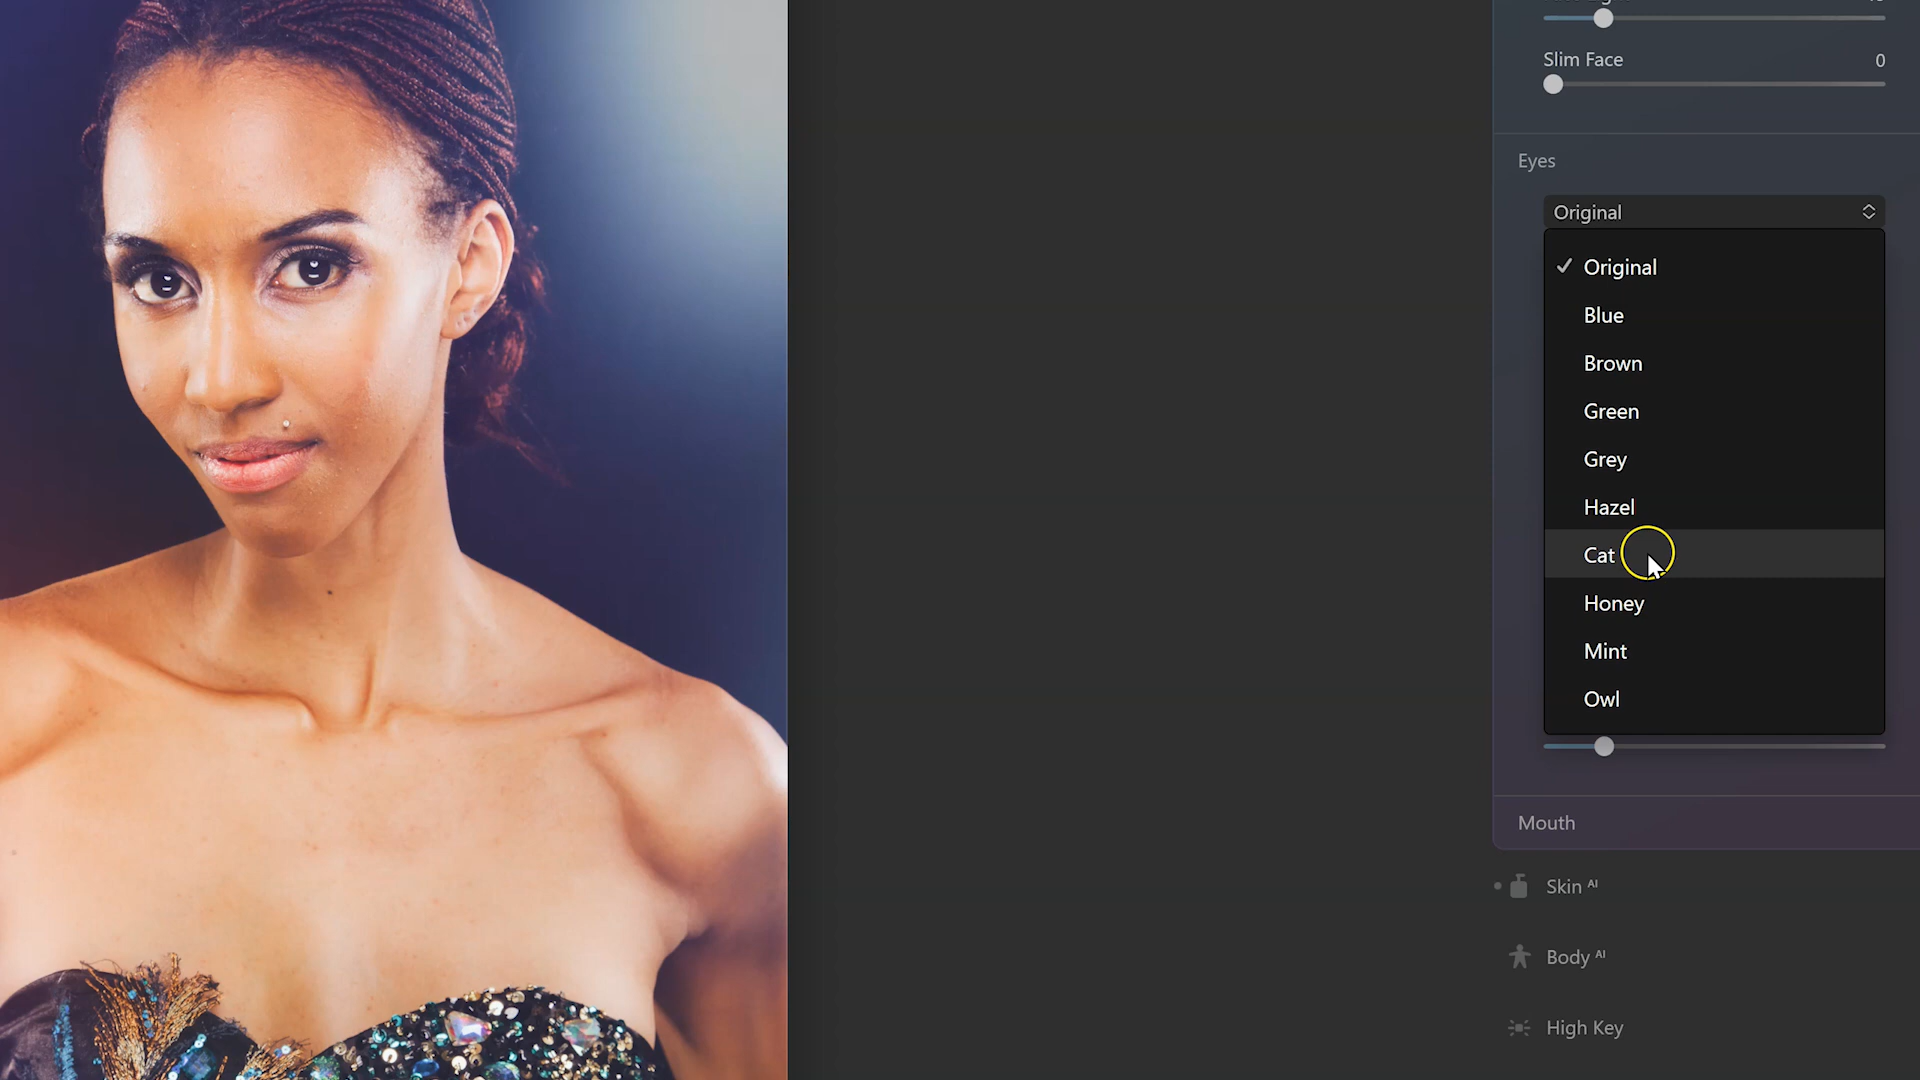 Slim Face 0
Eyes
Original
Original
Blue
Brown
Green
Grey
Hazel
Cat
Honey
Mint
Owl
Mouth
Skin AI
Body AI
High Key